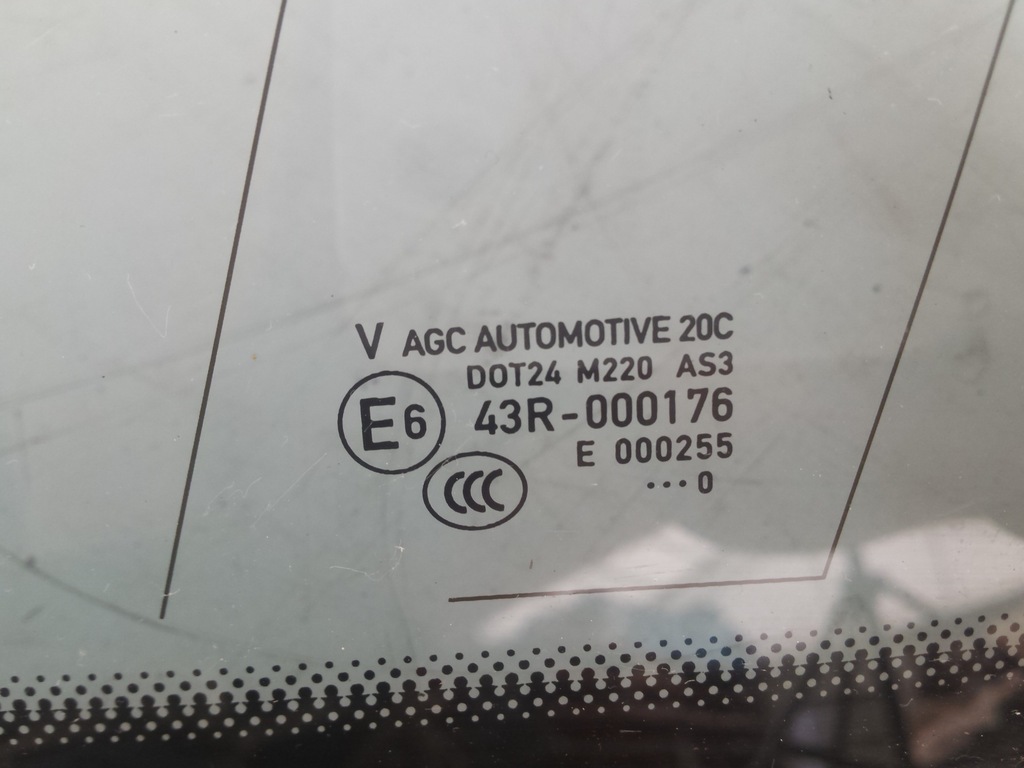 V AGC AUTOMOTIVE 20C
DOT24 M220 AS3
E6 43R-000176
E 000255
CCC ...0